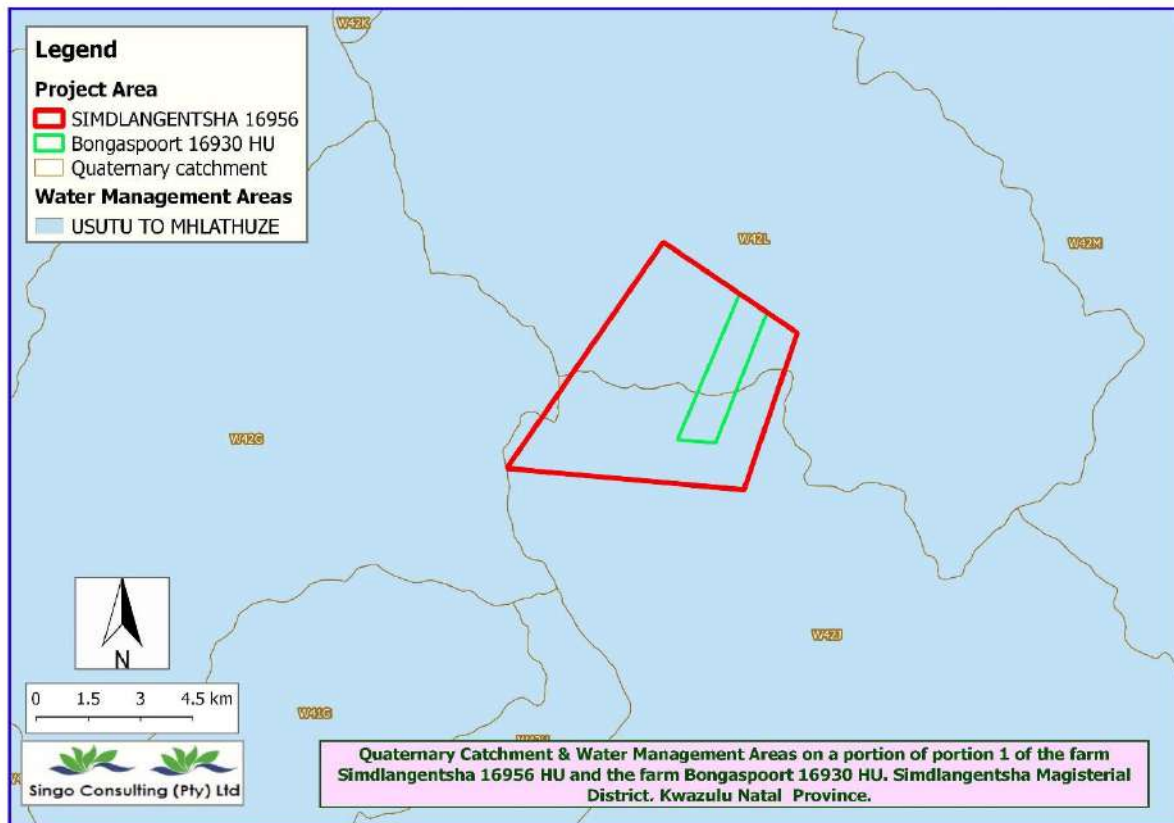 W42K
Legend
Project Area
SIMDLANGENTSHA 16956
Bongaspoort 16930 HU
Quaternary catchment
Water Management Areas
USUTU TO MHLATHUZE
W42L
W42M
W42G
W42J
N
0 1.5 3 4.5 km
W41G
Singo Consulting (Pty) Ltd
Quaternary Catchment & Water Management Areas on a portion of portion 1 of the farm
Simdlangentsha 16956 HU and the farm Bongaspoort 16930 HU. Simdlangentsha Magisterial
District. Kwazulu Natal Province.